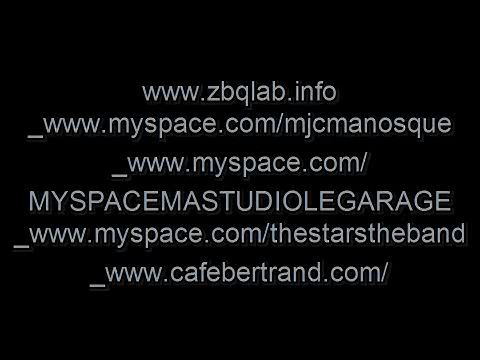 www.zbqlab.info
_www.myspace.com/mjcmanosque
_www.myspace.com/
MYSPACEMASTUDIOLEGARAGE
_www.myspace.com/thestarstheband
_www.cafebertrand.com/